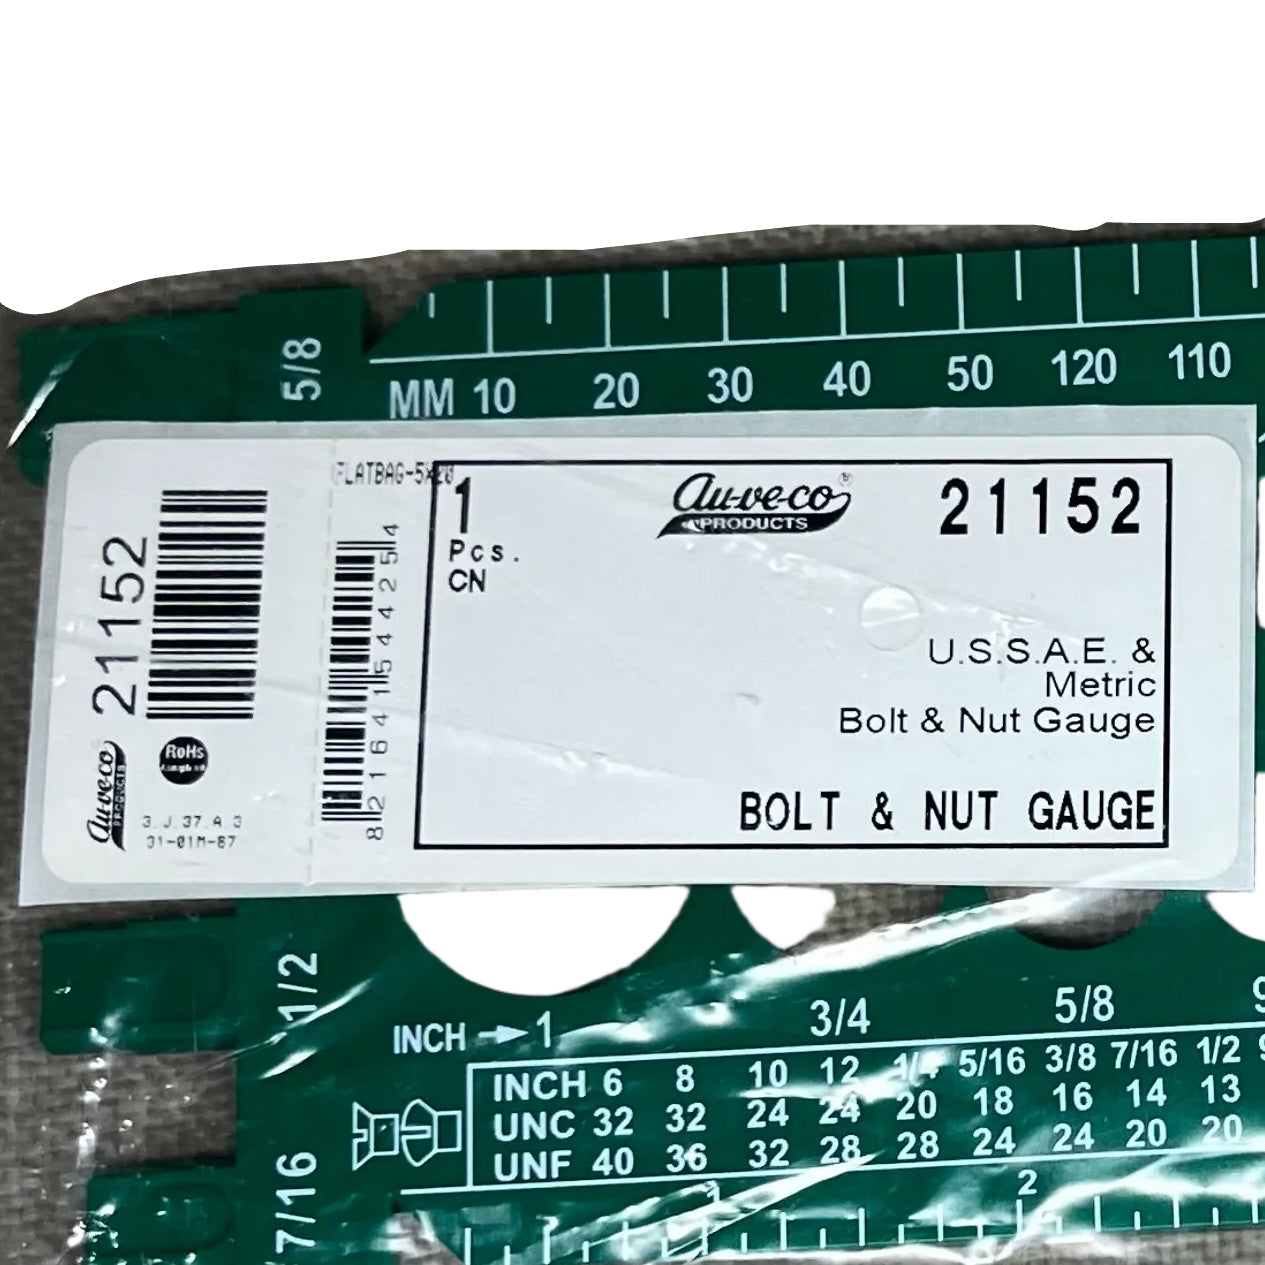 5/8
MM 10 20 30 40 50 120 110
FLATBAG-5X20
1
Pcs.
CN
au-ve-co®
PRODUCTS
21152
U.S.S.A.E. &
Metric
Bolt & Nut Gauge
BOLT & NUT GAUGE
21152
au-ve-co
PRODUCTS
RoHs
3.J.37.A.3
31-01M-67
8 21641 54425 4
1/2
INCH → 1 3/4 5/8 9
INCH 6 8 10 12 1/4 5/16 3/8 7/16 1/2 9
UNC 32 32 24 24 20 18 16 14 13
UNF 40 36 32 28 28 24 24 20 20
7/16
1 2